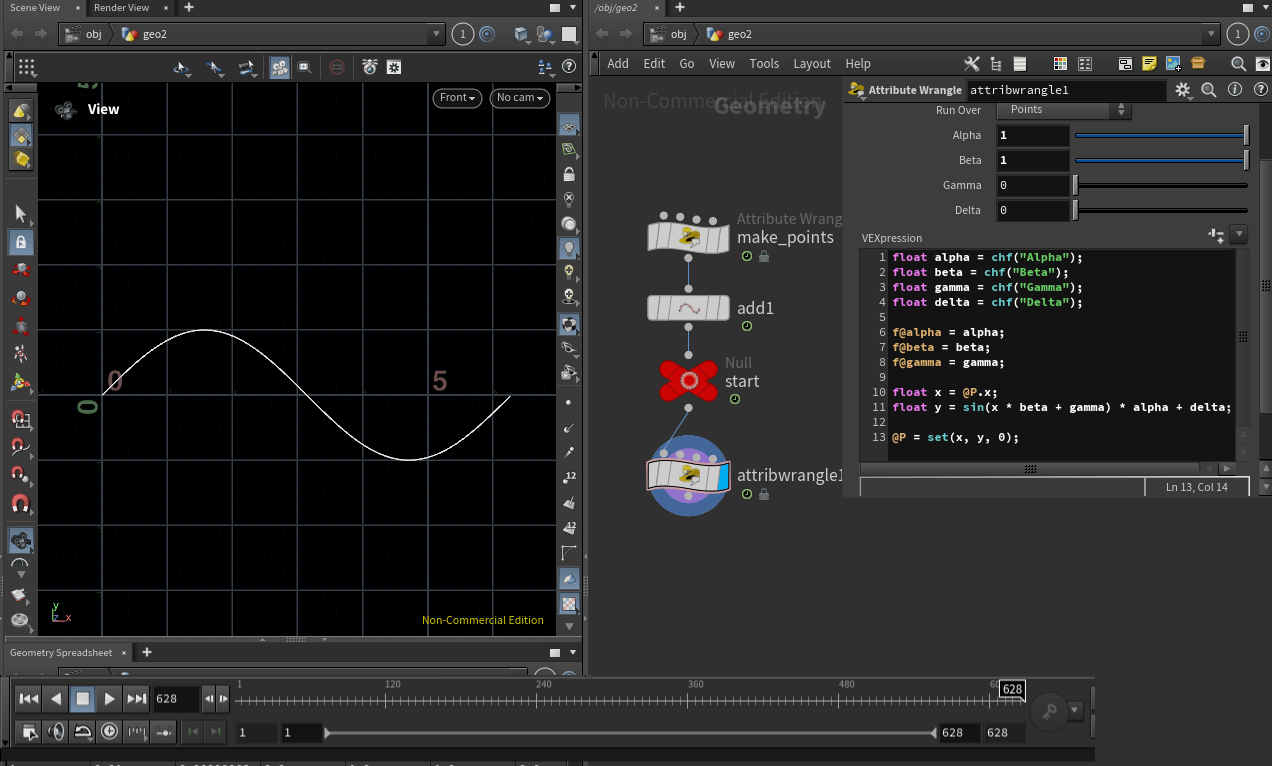 Scene View × Render View × +
obj geo2 1
View
Front No cam
0 5
0
y
z x
Non-Commercial Edition
Geometry Spreadsheet × +
/obj/geo2 × +
obj geo2 1
Add Edit Go View Tools Layout Help
Non-Commercial Edition
Geometry
Attribute Wrang
make_points
add1
Null
start
attribwrangle1
Attribute Wrangle attribwrangle1
Run Over Points
Alpha 1
Beta 1
Gamma 0
Delta 0
VEXpression
1 float alpha = chf("Alpha");
2 float beta = chf("Beta");
3 float gamma = chf("Gamma");
4 float delta = chf("Delta");
5
6 f@alpha = alpha;
7 f@beta = beta;
8 f@gamma = gamma;
9
10 float x = @P.x;
11 float y = sin(x * beta + gamma) * alpha + delta;
12
13 @P = set(x, y, 0);
Ln 13, Col 14
12
12
628 1 120 240 360 480 628
1 1 628 628